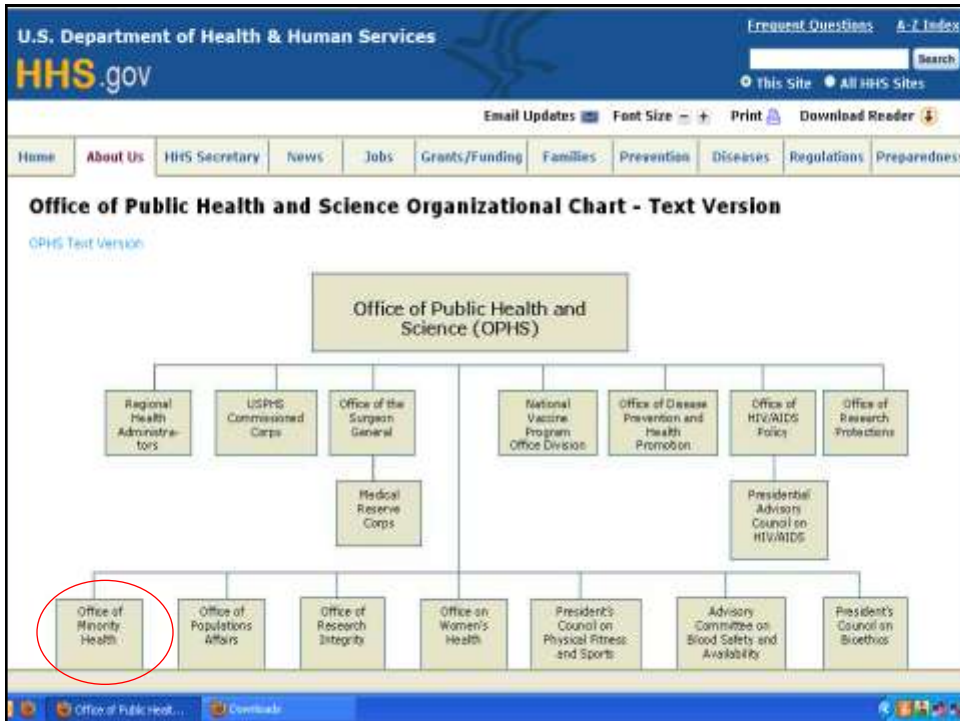 Frequent Questions A-Z Index
U.S. Department of Health & Human Services
HHS.gov
Search
This Site All HHS Sites
Email Updates Font Size - + Print Download Reader
Home About Us HHS Secretary News Jobs Grants/Funding Families Prevention Diseases Regulations Preparednes
Office of Public Health and Science Organizational Chart - Text Version
OPHS Text Version
Office of Public Health and
Science (OPHS)
Regional
Health
Administra-
tors
USPHS
Commissioned
Corps
Office of the
Surgeon
General
National
Vaccine
Program
Office Division
Office of Disease
Prevention and
Health
Promotion
Office of
HIV/AIDS
Policy
Office of
Research
Protections
Medical
Reserve
Corps
Presidential
Advisors
Council on
HIV/AIDS
Office of
Minority
Health
Office of
Populations
Affairs
Office of
Research
Integrity
Office on
Women's
Health
President's
Council on
Physical Fitness
and Sports
Advisory
Committee on
Blood Safety and
Availability
President's
Council on
Bioethics
Office of Public Healt... Downloads